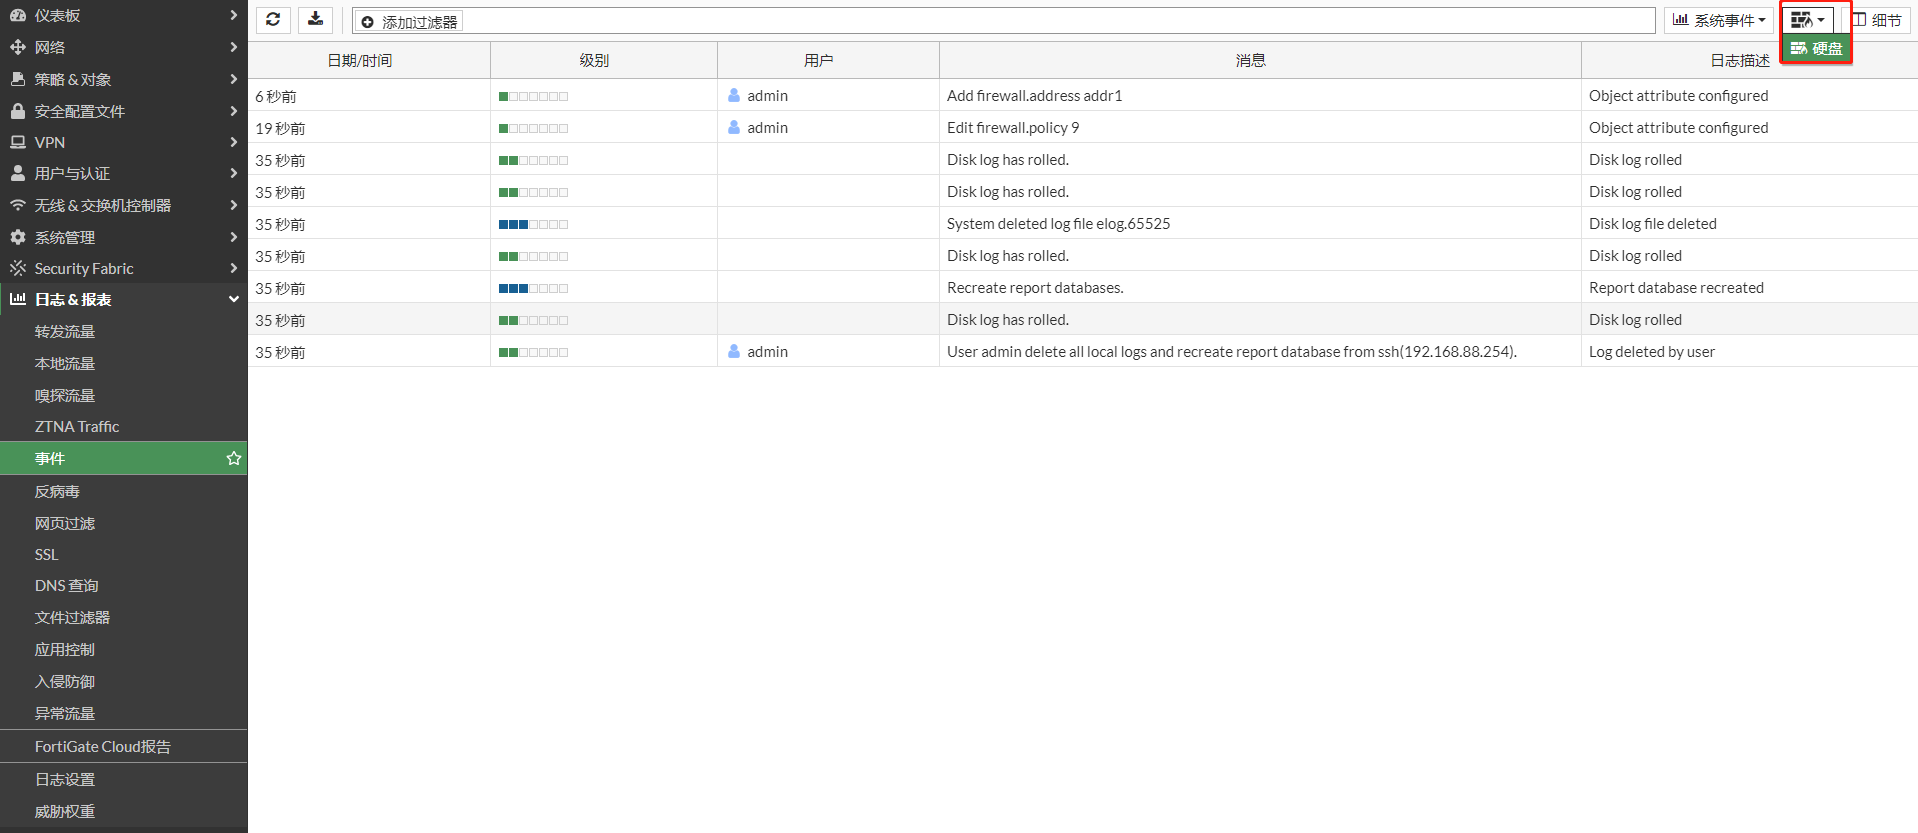 仪表板
网络
策略 & 对象
安全配置文件
VPN
用户与认证
无线 & 交换机控制器
系统管理
Security Fabric
日志 & 报表
转发流量
本地流量
嗅探流量
ZTNA Traffic
事件
反病毒
网页过滤
SSL
DNS 查询
文件过滤器
应用控制
入侵防御
异常流量
FortiGate Cloud报告
日志设置
威胁权重
添加过滤器 系统事件 细节
硬盘
日期/时间 级别 用户 消息 日志描述
6 秒前 admin Add firewall.address addr1 Object attribute configured
19 秒前 admin Edit firewall.policy 9 Object attribute configured
35 秒前 Disk log has rolled. Disk log rolled
35 秒前 Disk log has rolled. Disk log rolled
35 秒前 System deleted log file elog.65525 Disk log file deleted
35 秒前 Disk log has rolled. Disk log rolled
35 秒前 Recreate report databases. Report database recreated
35 秒前 Disk log has rolled. Disk log rolled
35 秒前 admin User admin delete all local logs and recreate report database from ssh(192.168.88.254). Log deleted by user